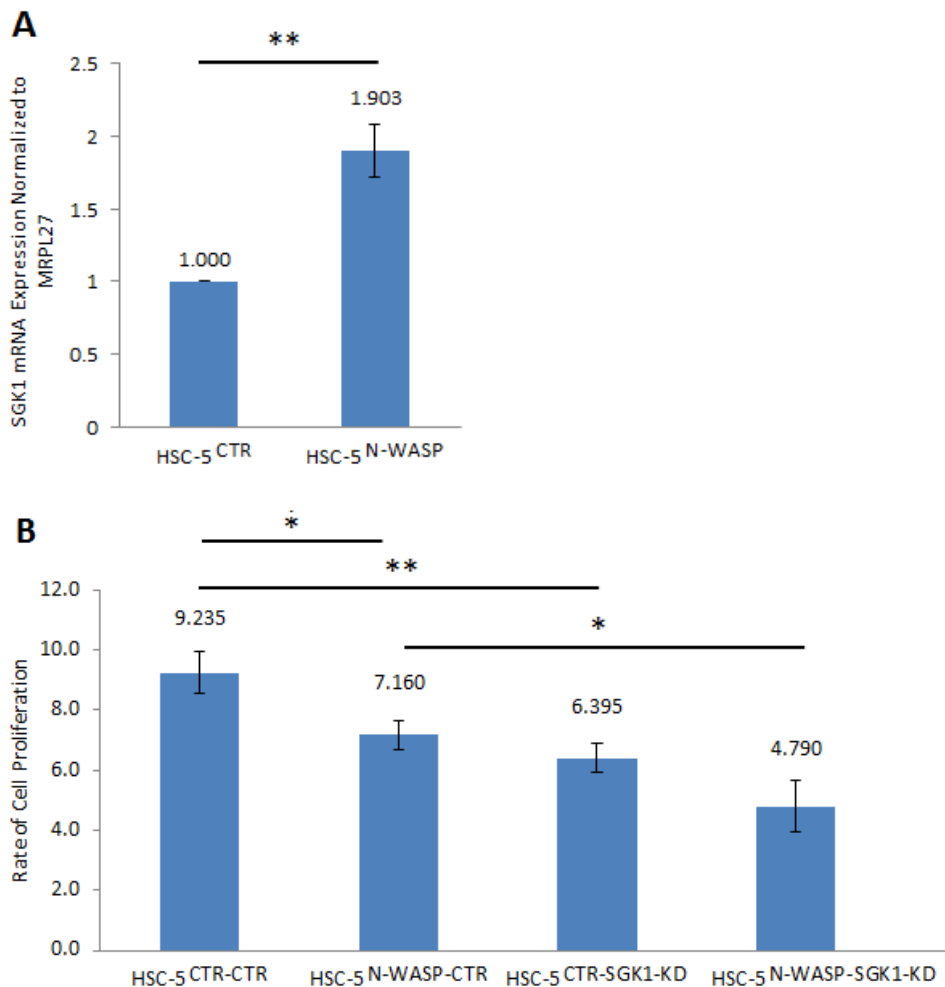 A
**
2.5
1.903
2
1.5
1.000
1
0.5
0
SGK1 mRNA Expression Normalized to
MRPL27
HSC-5 CTR
HSC-5 N-WASP
B
*
**
12.0
9.235
*
10.0
7.160
8.0
6.395
4.790
6.0
4.0
2.0
0.0
Rate of Cell Proliferation
HSC-5 CTR-CTR
HSC-5 N-WASP-CTR
HSC-5 CTR-SGK1-KD
HSC-5 N-WASP-SGK1-KD